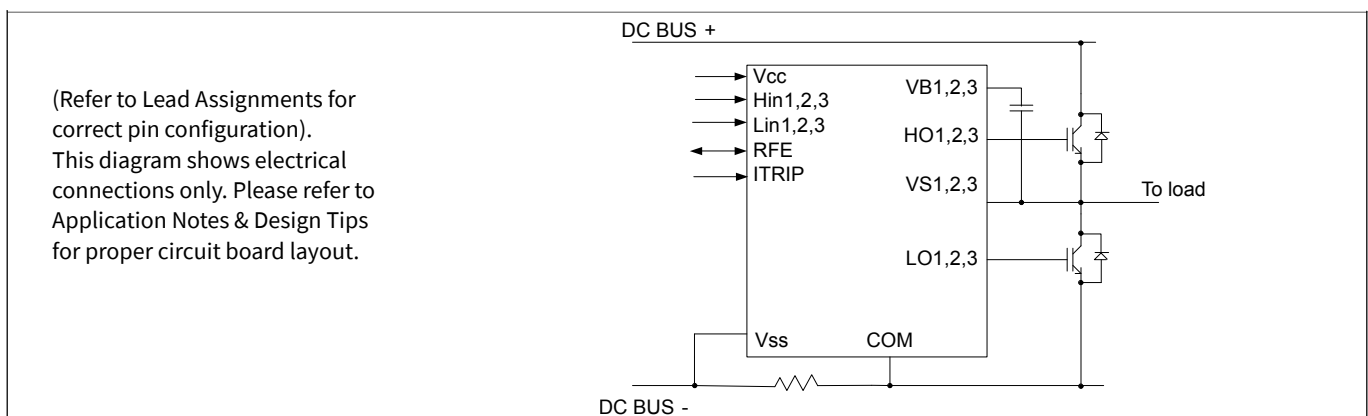 DC BUS +
(Refer to Lead Assignments for
correct pin configuration).
This diagram shows electrical
connections only. Please refer to
Application Notes & Design Tips
for proper circuit board layout.
Vcc
Hin1,2,3
Lin1,2,3
RFE
ITRIP
VB1,2,3
HO1,2,3
VS1,2,3
To load
LO1,2,3
Vss
COM
DC BUS -